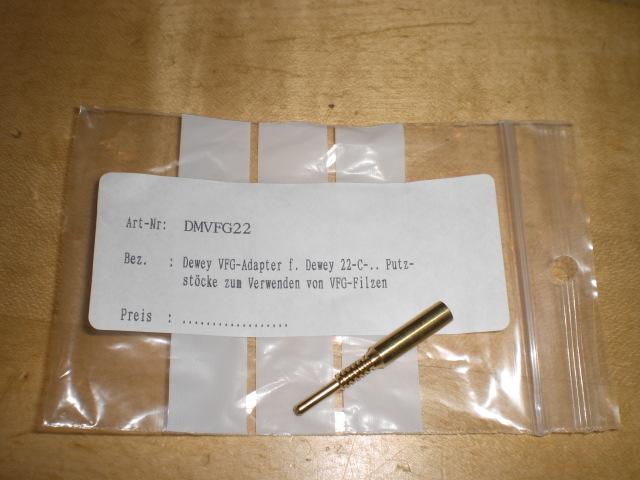 Art-Nr: DMVFG22
Bez. : Dewey VFG-Adapter f. Dewey 22-C-.. Putz-
stöcke zum Verwenden von VFG-Filzen
Preis : ..................